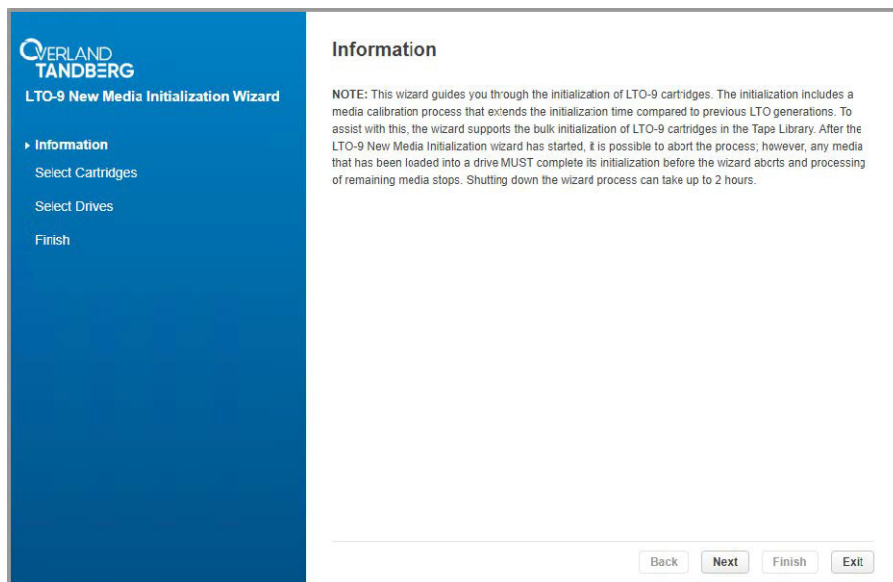 OVERLAND
TANDBERG
LTO-9 New Media Initialization Wizard
Information
Select Cartridges
Select Drives
Finish
Information
NOTE: This wizard guides you through the initialization of LTO-9 cartridges. The initialization includes a
media calibration process that extends the initialization time compared to previous LTO generations. To
assist with this, the wizard supports the bulk initialization of LTO-9 cartridges in the Tape Library. After the
LTO-9 New Media Initialization wizard has started, it is possible to abort the process; however, any media
that has been loaded into a drive MUST complete its initialization before the wizard aborts and processing
of remaining media stops. Shutting down the wizard process can take up to 2 hours.
Back Next Finish Exit